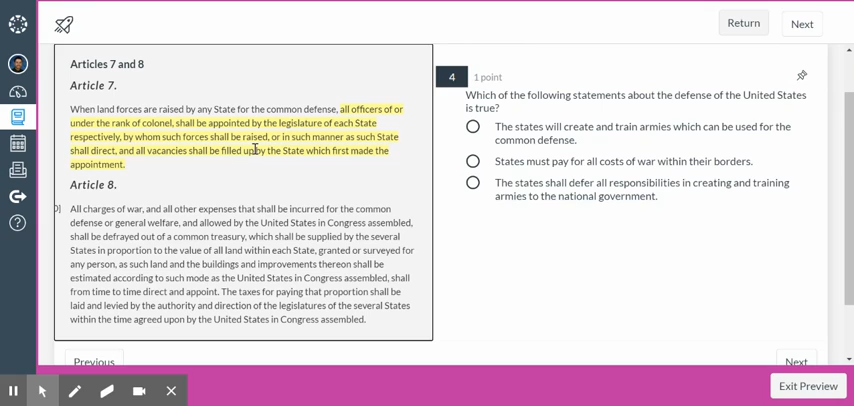 Return
Next
Articles 7 and 8
Article 7.
When land forces are raised by any State for the common defense, all officers of or
under the rank of colonel, shall be appointed by the legislature of each State
respectively, by whom such forces shall be raised, or in such manner as such State
shall direct, and all vacancies shall be filled up by the State which first made the
appointment.
Article 8.
All charges of war, and all other expenses that shall be incurred for the common
defense or general welfare, and allowed by the United States in Congress assembled,
shall be defrayed out of a common treasury, which shall be supplied by the several
States in proportion to the value of all land within each State, granted or surveyed for
any person, as such land and the buildings and improvements thereon shall be
estimated according to such mode as the United States in Congress assembled, shall
from time to time direct and appoint. The taxes for paying that proportion shall be
laid and levied by the authority and direction of the legislatures of the several States
within the time agreed upon by the United States in Congress assembled.
4 1 point
Which of the following statements about the defense of the United States
is true?
The states will create and train armies which can be used for the
common defense.
States must pay for all costs of war within their borders.
The states shall defer all responsibilities in creating and training
armies to the national government.
Previous
Next
Exit Preview